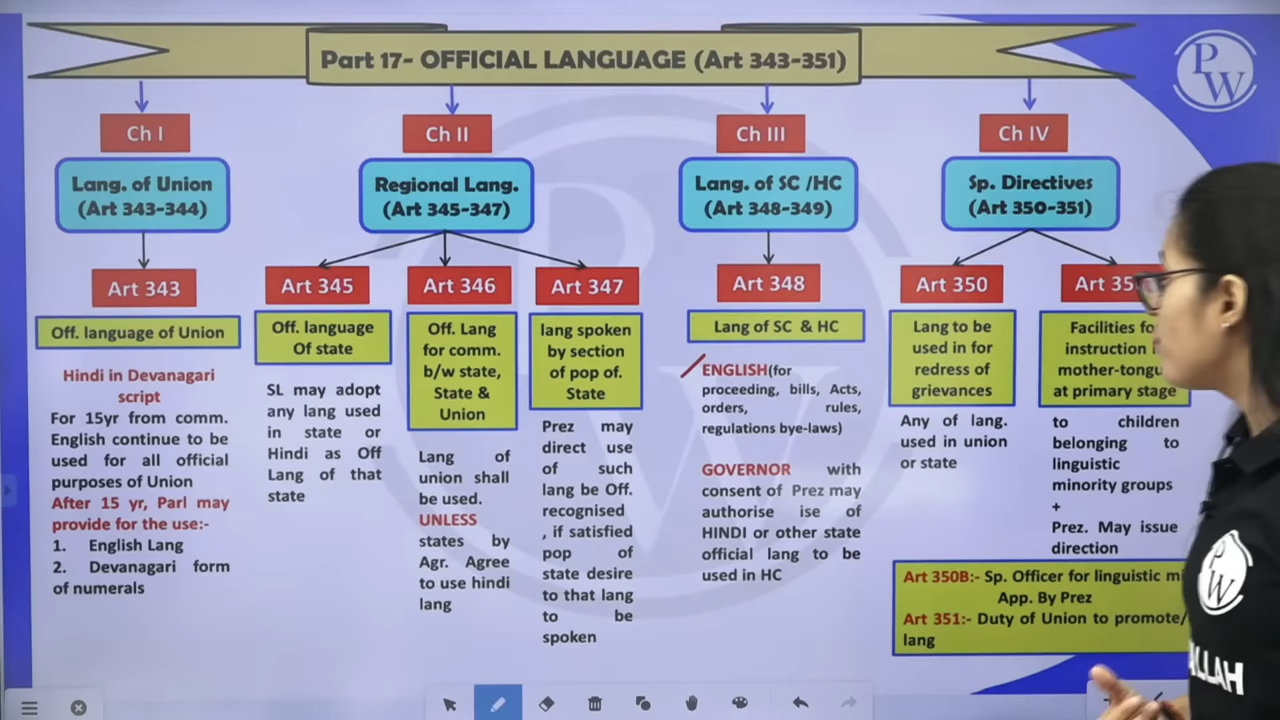 Part 17- OFFICIAL LANGUAGE (Art 343-351)
PW
Ch I
Lang. of Union
(Art 343-344)
Art 343
Off. language of Union
Hindi in Devanagari
script
For 15yr from comm.
English continue to be
used for all official
purposes of Union
After 15 yr, Parl may
provide for the use:-
1. English Lang
2. Devanagari form
of numerals
Ch II
Regional Lang.
(Art 345-347)
Art 345
Off. language
Of state
SL may adopt
any lang used
in state or
Hindi as Off
Lang of that
state
Art 346
Off. Lang
for comm.
b/w state,
State &
Union
Lang of
union shall
be used.
UNLESS
states by
Agr. Agree
to use hindi
lang
Art 347
lang spoken
by section
of pop of.
State
Prez may
direct use
of such
lang be Off.
recognised
, if satisfied
pop of
state desire
to that lang
to be
spoken
Ch III
Lang. of SC /HC
(Art 348-349)
Art 348
Lang of SC & HC
ENGLISH(for
proceeding, bills, Acts,
orders, rules,
regulations bye-laws)
GOVERNOR with
consent of Prez may
authorise ise of
HINDI or other state
official lang to be
used in HC
Ch IV
Sp. Directives
(Art 350-351)
Art 350
Lang to be
used in for
redress of
grievances
Any of lang.
used in union
or state
Art
Facilities
instruction
mother-tongu
at primary stage
to children
belonging to
linguistic
minority groups
+
Prez. May issue
direction
Art 350B:- Sp. Officer for linguistic
App. By Prez
Art 351:- Duty of Union to promote/
lang
PW
ALLAH